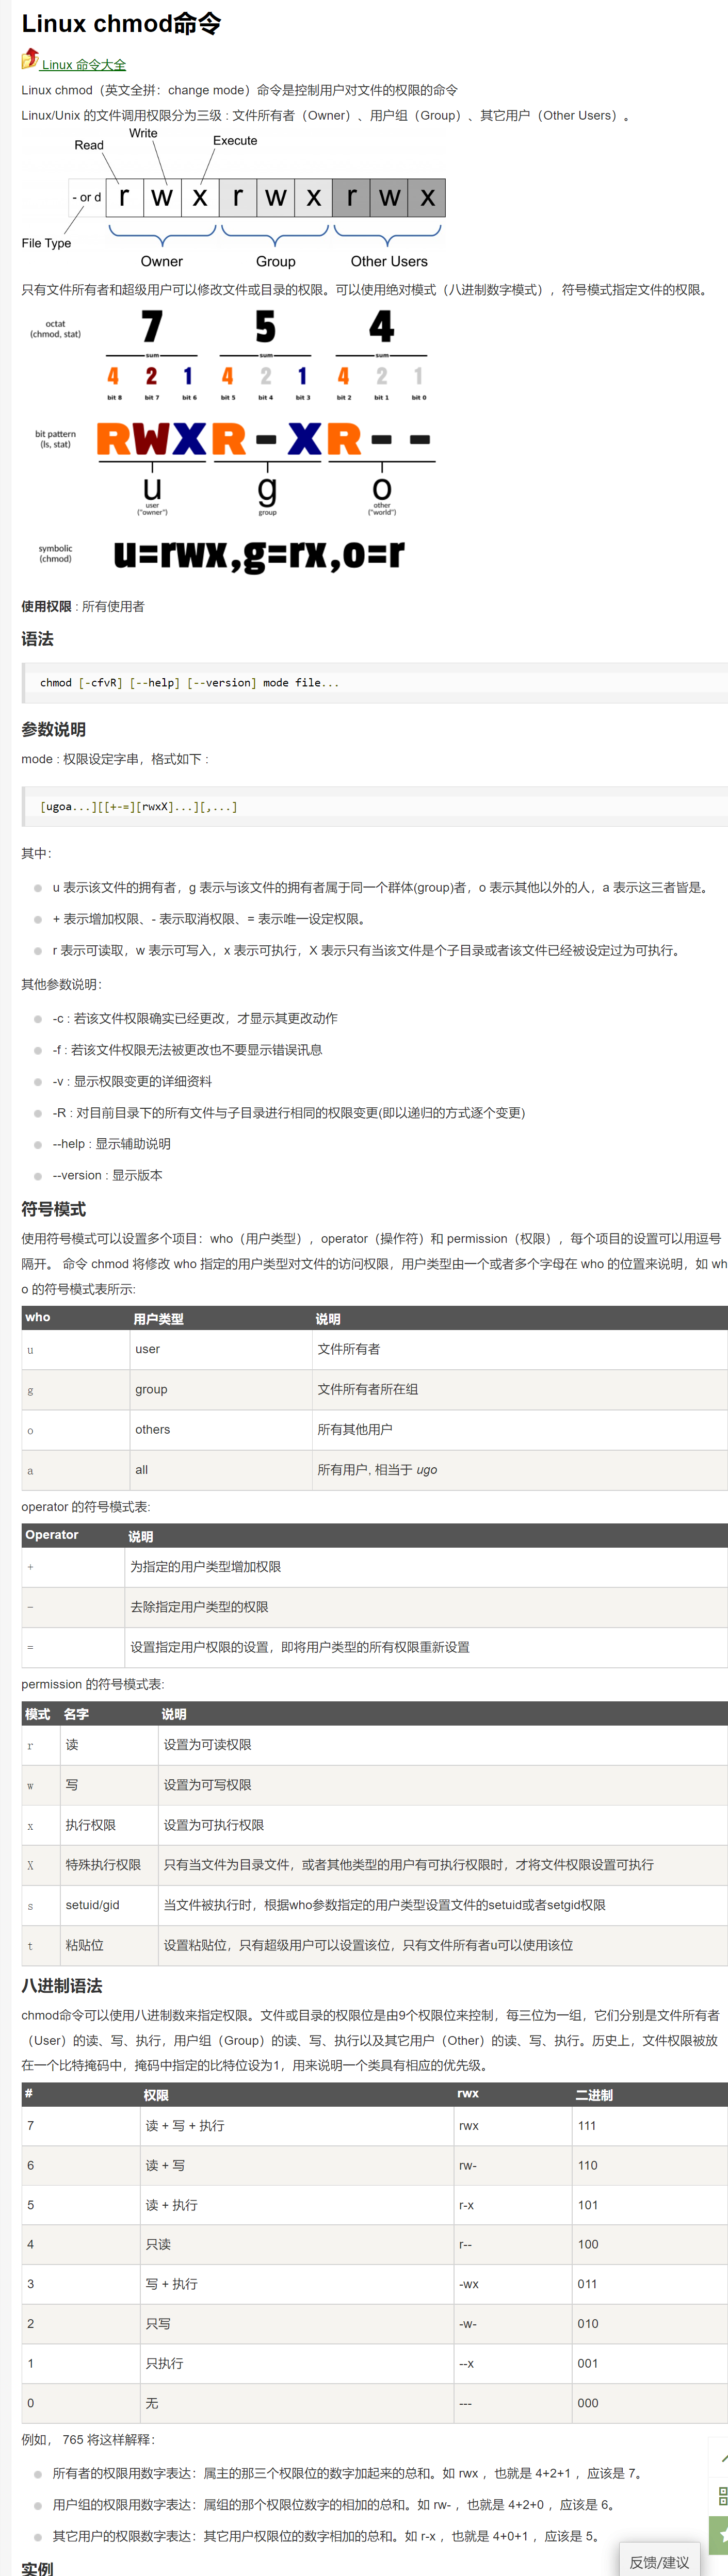 Linux chmod命令
Linux 命令大全
Linux chmod（英文全拼：change mode）命令是控制用户对文件的权限的命令
Linux/Unix 的文件调用权限分为三级 : 文件所有者（Owner）、用户组（Group）、其它用户（Other Users）。
Write
Read Execute
- or d r w x r w x r w x
File Type
Owner Group Other Users
只有文件所有者和超级用户可以修改文件或目录的权限。可以使用绝对模式（八进制数字模式），符号模式指定文件的权限。
octat 7 5 4
(chmod, stat)
sum sum sum
4 2 1 4 2 1 4 2 1
bit 8 bit 7 bit 6 bit 5 bit 4 bit 3 bit 2 bit 1 bit 0
bit pattern RWXR-XR--
(ls, stat)
u g o
user group other
("owner") ("world")
symbolic u=rwx,g=rx,o=r
(chmod)
使用权限 : 所有使用者
语法
chmod [-cfvR] [--help] [--version] mode file...
参数说明
mode : 权限设定字串，格式如下 :
[ugoa...][[+-=][rwxX]...][,...]
其中：
u 表示该文件的拥有者，g 表示与该文件的拥有者属于同一个群体(group)者，o 表示其他以外的人，a 表示这三者皆是。
+ 表示增加权限、- 表示取消权限、= 表示唯一设定权限。
r 表示可读取，w 表示可写入，x 表示可执行，X 表示只有当该文件是个子目录或者该文件已经被设定过为可执行。
其他参数说明：
-c : 若该文件权限确实已经更改，才显示其更改动作
-f : 若该文件权限无法被更改也不要显示错误讯息
-v : 显示权限变更的详细资料
-R : 对目前目录下的所有文件与子目录进行相同的权限变更(即以递归的方式逐个变更)
--help : 显示辅助说明
--version : 显示版本
符号模式
使用符号模式可以设置多个项目：who（用户类型），operator（操作符）和 permission（权限），每个项目的设置可以用逗号
隔开。 命令 chmod 将修改 who 指定的用户类型对文件的访问权限，用户类型由一个或者多个字母在 who 的位置来说明，如 wh
o 的符号模式表所示:
who 用户类型 说明
u user 文件所有者
g group 文件所有者所在组
o others 所有其他用户
a all 所有用户, 相当于 ugo
operator 的符号模式表:
Operator 说明
+ 为指定的用户类型增加权限
- 去除指定用户类型的权限
= 设置指定用户权限的设置，即将用户类型的所有权限重新设置
permission 的符号模式表:
模式 名字 说明
r 读 设置为可读权限
w 写 设置为可写权限
x 执行权限 设置为可执行权限
X 特殊执行权限 只有当文件为目录文件，或者其他类型的用户有可执行权限时，才将文件权限设置可执行
s setuid/gid 当文件被执行时，根据who参数指定的用户类型设置文件的setuid或者setgid权限
t 粘贴位 设置粘贴位，只有超级用户可以设置该位，只有文件所有者u可以使用该位
八进制语法
chmod命令可以使用八进制数来指定权限。文件或目录的权限位是由9个权限位来控制，每三位为一组，它们分别是文件所有者
（User）的读、写、执行，用户组（Group）的读、写、执行以及其它用户（Other）的读、写、执行。历史上，文件权限被放
在一个比特掩码中，掩码中指定的比特位设为1，用来说明一个类具有相应的优先级。
# 权限 rwx 二进制
7 读 + 写 + 执行 rwx 111
6 读 + 写 rw- 110
5 读 + 执行 r-x 101
4 只读 r-- 100
3 写 + 执行 -wx 011
2 只写 -w- 010
1 只执行 --x 001
0 无 --- 000
例如， 765 将这样解释：
所有者的权限用数字表达：属主的那三个权限位的数字加起来的总和。如 rwx ，也就是 4+2+1 ，应该是 7。
用户组的权限用数字表达：属组的那个权限位数字的相加的总和。如 rw- ，也就是 4+2+0 ，应该是 6。
其它用户的权限数字表达：其它用户权限位的数字相加的总和。如 r-x ，也就是 4+0+1 ，应该是 5。
反馈/建议
实例